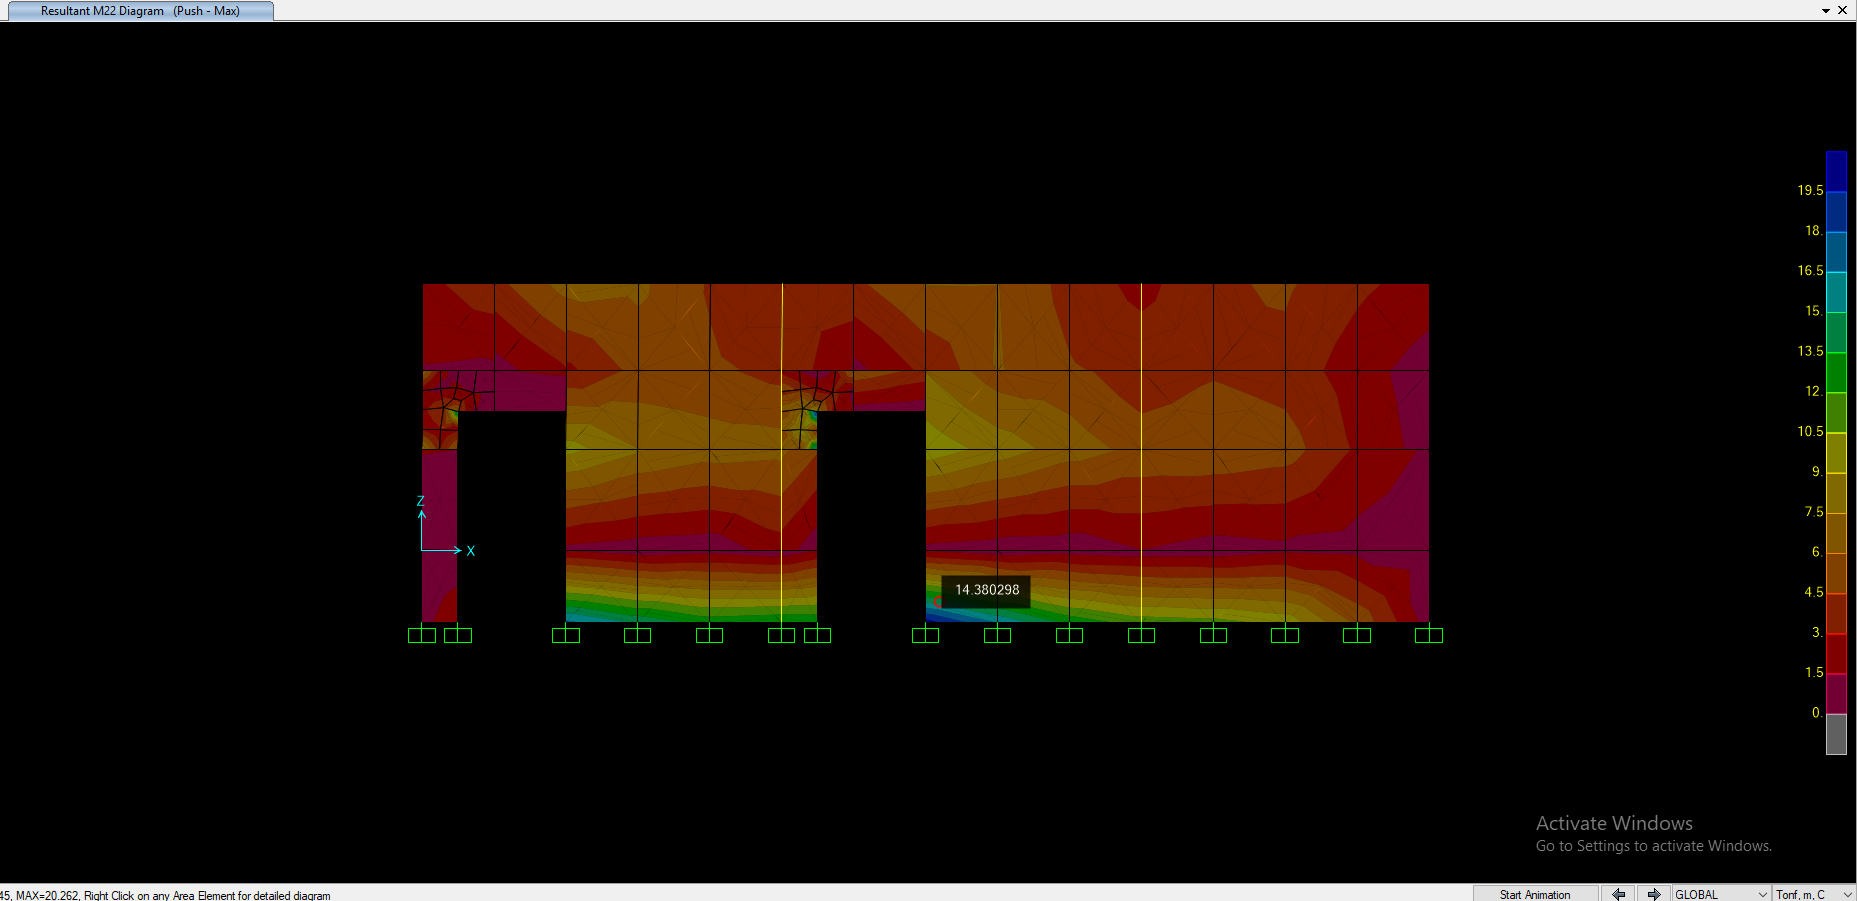 Resultant M22 Diagram   (Push - Max)
19.5
18.
16.5
15.
13.5
12.
10.5
9.
7.5
6.
4.5
3.
1.5
0.
Z
X
14.380298
Activate Windows
Go to Settings to activate Windows.
45, MAX=20.262, Right Click on any Area Element for detailed diagram
Start Animation
GLOBAL
Tonf, m, C